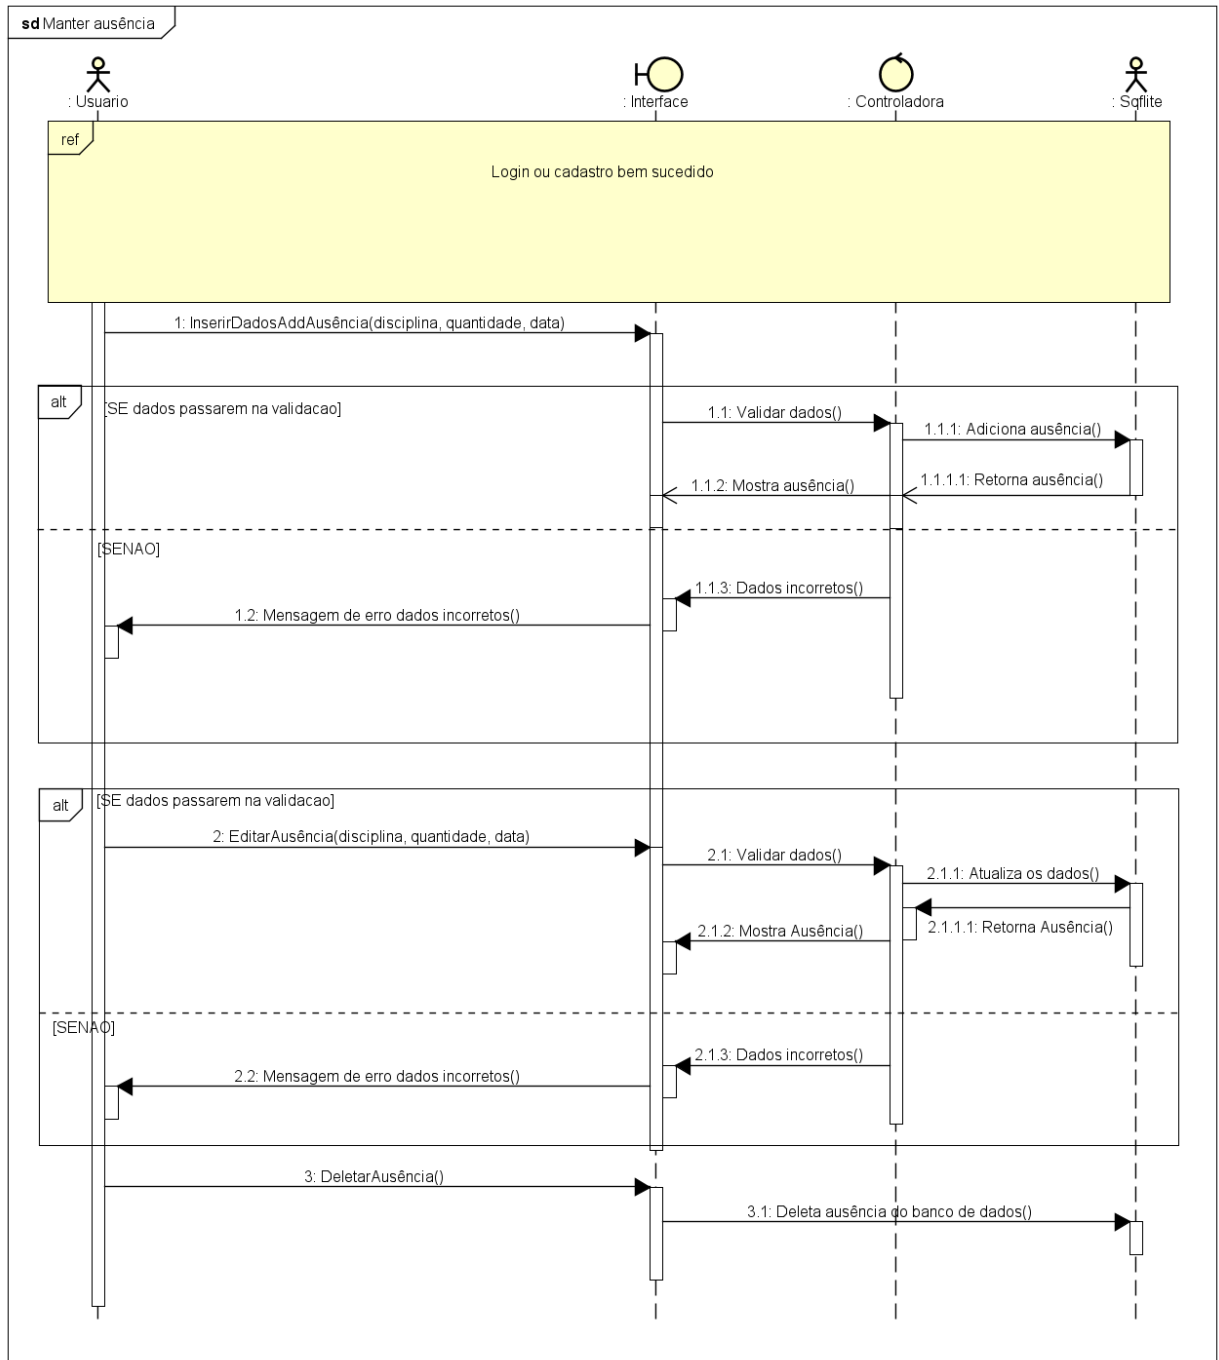 sd Manter ausência
: Usuario
: Interface
: Controladora
: Sqflite
ref
Login ou cadastro bem sucedido
1: InserirDadosAddAusência(disciplina, quantidade, data)
alt
[SE dados passarem na validacao]
1.1: Validar dados()
1.1.1: Adiciona ausência()
1.1.2: Mostra ausência()
1.1.1.1: Retorna ausência()
[SENAO]
1.1.3: Dados incorretos()
1.2: Mensagem de erro dados incorretos()
alt
[SE dados passarem na validacao]
2: EditarAusência(disciplina, quantidade, data)
2.1: Validar dados()
2.1.1: Atualiza os dados()
2.1.2: Mostra Ausência()
2.1.1.1: Retorna Ausência()
[SENAO]
2.1.3: Dados incorretos()
2.2: Mensagem de erro dados incorretos()
3: DeletarAusência()
3.1: Deleta ausência do banco de dados()